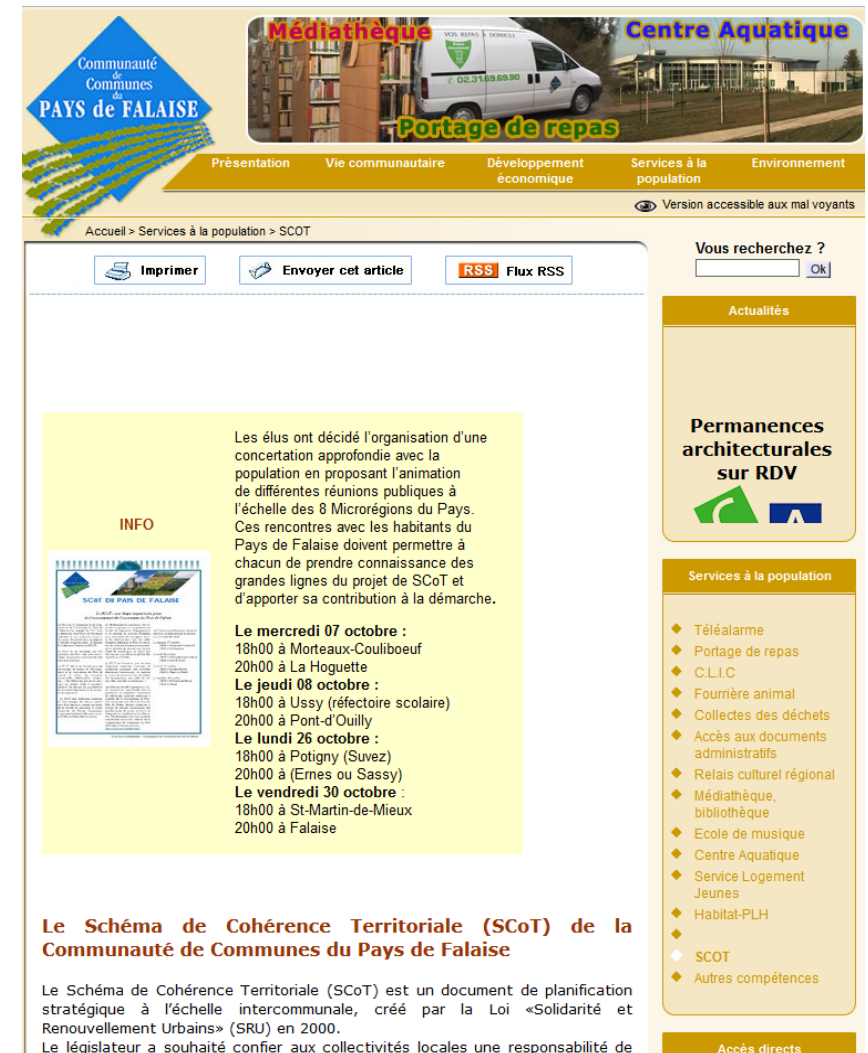 Communauté
de
Communes
du
PAYS de FALAISE
Médiathèque
VOS REPAS A DOMICILE
02.31.69.69.90
Portage de repas
Centre Aquatique
Présentation
Vie communautaire
Développement
économique
Services à la
population
Environnement
Version accessible aux mal voyants
Accueil > Services à la population > SCOT
Imprimer
Envoyer cet article
RSS Flux RSS
INFO
SCOT DU PAYS DE FALAISE
Les élus ont décidé l'organisation d'une
concertation approfondie avec la
population en proposant l'animation
de différentes réunions publiques à
l'échelle des 8 Microrégions du Pays.
Ces rencontres avec les habitants du
Pays de Falaise doivent permettre à
chacun de prendre connaissance des
grandes lignes du projet de SCoT et
d'apporter sa contribution à la démarche.
Le mercredi 07 octobre :
18h00 à Morteaux-Couliboeuf
20h00 à La Hoguette
Le jeudi 08 octobre :
18h00 à Ussy (réfectoire scolaire)
20h00 à Pont-d'Ouilly
Le lundi 26 octobre :
18h00 à Potigny (Suvez)
20h00 à (Ernes ou Sassy)
Le vendredi 30 octobre :
18h00 à St-Martin-de-Mieux
20h00 à Falaise
Le Schéma de Cohérence Territoriale (SCoT) de la
Communauté de Communes du Pays de Falaise
Le Schéma de Cohérence Territoriale (SCoT) est un document de planification
stratégique à l'échelle intercommunale, créé par la Loi «Solidarité et
Renouvellement Urbains» (SRU) en 2000.
Le législateur a souhaité confier aux collectivités locales une responsabilité de
Vous recherchez ?
Ok
Actualités
Permanences
architecturales
sur RDV
Services à la population
Téléalarme
Portage de repas
C.L.I.C
Fourrière animal
Collectes des déchets
Accès aux documents
administratifs
Relais culturel régional
Médiathèque,
bibliothèque
Ecole de musique
Centre Aquatique
Service Logement
Jeunes
Habitat-PLH
SCOT
Autres compétences
Accès directs